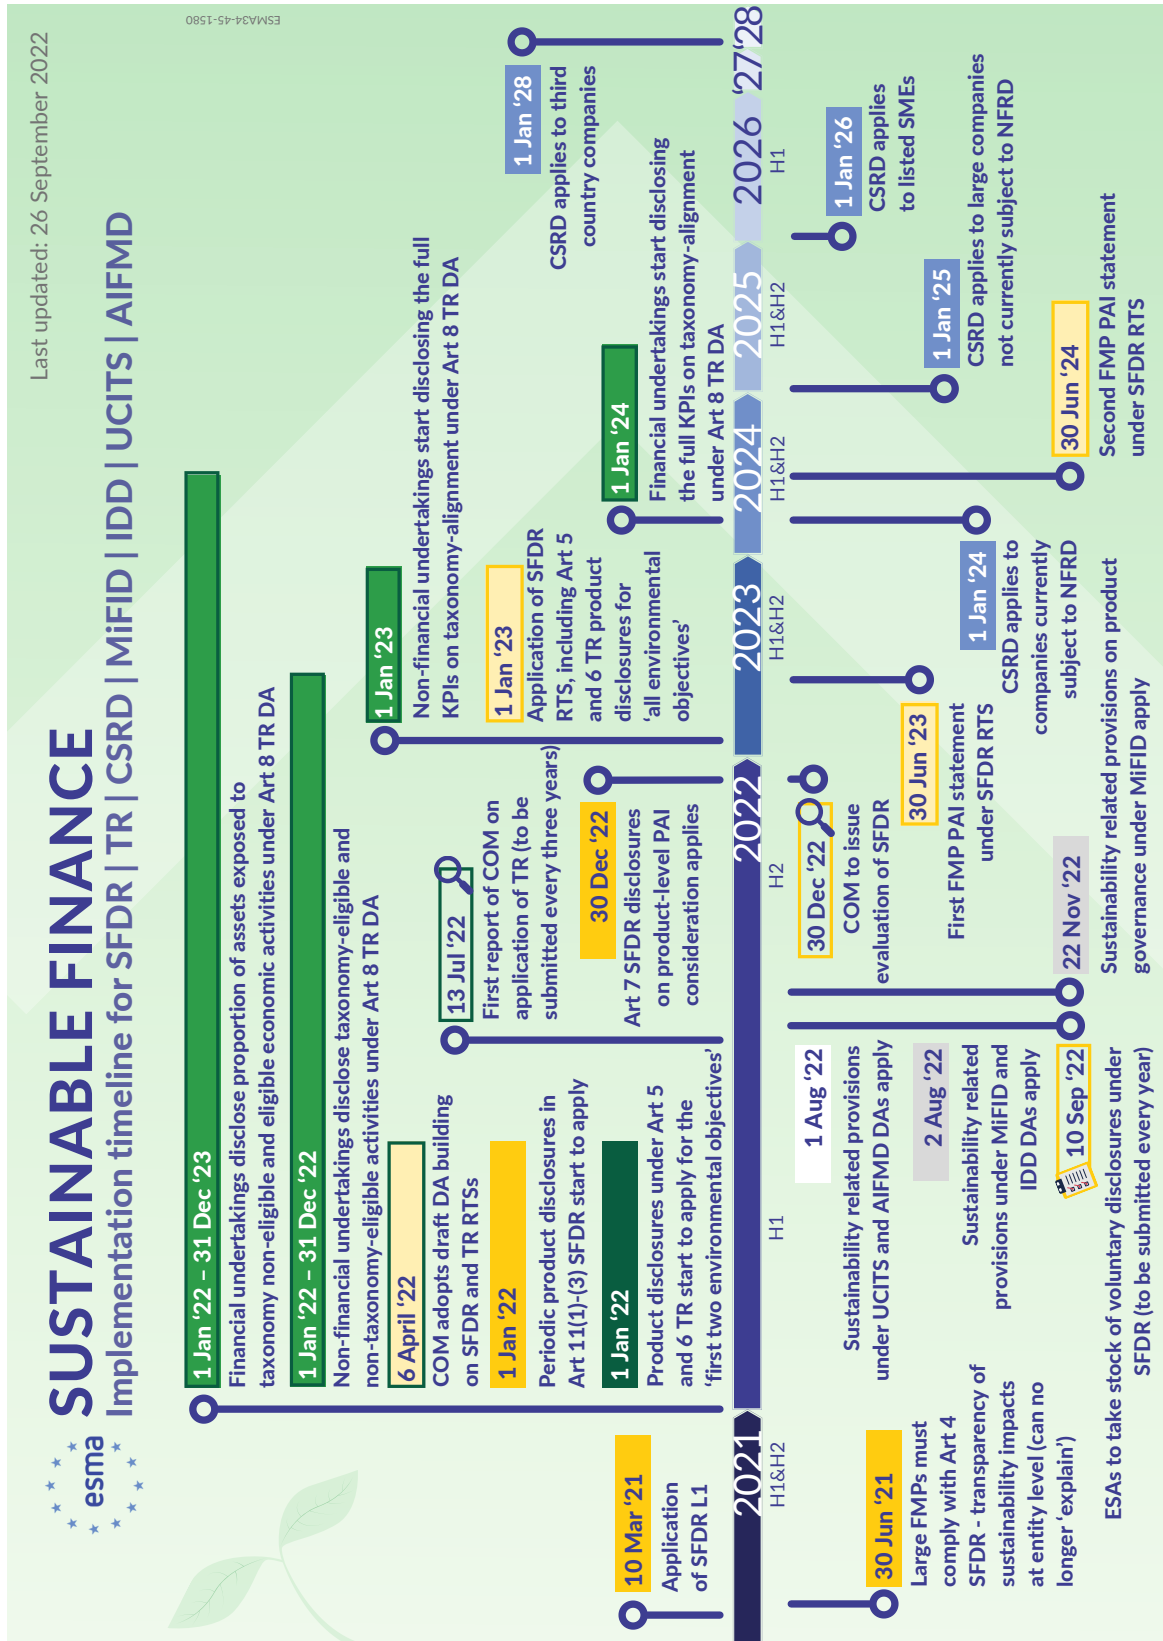 Last updated: 26 September 2022
ESMA34-45-1580
esma
SUSTAINABLE FINANCE
Implementation timeline for SFDR | TR | CSRD | MiFID | IDD | UCITS | AIFMD
1 Jan ‘22 – 31 Dec ‘23
Financial undertakings disclose proportion of assets exposed to
taxonomy non-eligible and eligible economic activities under Art 8 TR DA
1 Jan ‘22 – 31 Dec ‘22
Non-financial undertakings disclose taxonomy-eligible and
non-taxonomy-eligible activities under Art 8 TR DA
6 April ‘22
COM adopts draft DA building
on SFDR and TR RTSs
1 Jan ‘22
Periodic product disclosures in
Art 11(1)-(3) SFDR start to apply
1 Jan ‘22
Product disclosures under Art 5
and 6 TR start to apply for the
‘first two environmental objectives’
10 Mar ‘21
Application
of SFDR L1
13 Jul ‘22
First report of COM on
application of TR (to be
submitted every three years)
30 Dec ‘22
Art 7 SFDR disclosures
on product-level PAI
consideration applies
1 Jan ‘23
Non-financial undertakings start disclosing the full
KPIs on taxonomy-alignment under Art 8 TR DA
1 Jan ‘23
Application of SFDR
RTS, including Art 5
and 6 TR product
disclosures for
‘all environmental
objectives’
1 Jan ‘24
Financial undertakings start disclosing
the full KPIs on taxonomy-alignment
under Art 8 TR DA
1 Jan ‘28
CSRD applies to third
country companies
2021
2022
2023
2024
2025
2026
‘27
‘28
H1&H2
H1
H2
H1&H2
H1&H2
H1&H2
H1
30 Jun ‘21
Large FMPs must
comply with Art 4
SFDR - transparency of
sustainability impacts
at entity level (can no
longer ‘explain’)
1 Aug ‘22
Sustainability related provisions
under UCITS and AIFMD DAs apply
2 Aug ‘22
Sustainability related
provisions under MiFID and
IDD DAs apply
10 Sep ‘22
ESAs to take stock of voluntary disclosures under
SFDR (to be submitted every year)
30 Dec ‘22
COM to issue
evaluation of SFDR
22 Nov ‘22
Sustainability related provisions on product
governance under MiFID apply
30 Jun ‘23
First FMP PAI statement
under SFDR RTS
1 Jan ‘24
CSRD applies to
companies currently
subject to NFRD
30 Jun ‘24
Second FMP PAI statement
under SFDR RTS
1 Jan ‘25
CSRD applies to large companies
not currently subject to NFRD
1 Jan ‘26
CSRD applies
to listed SMEs